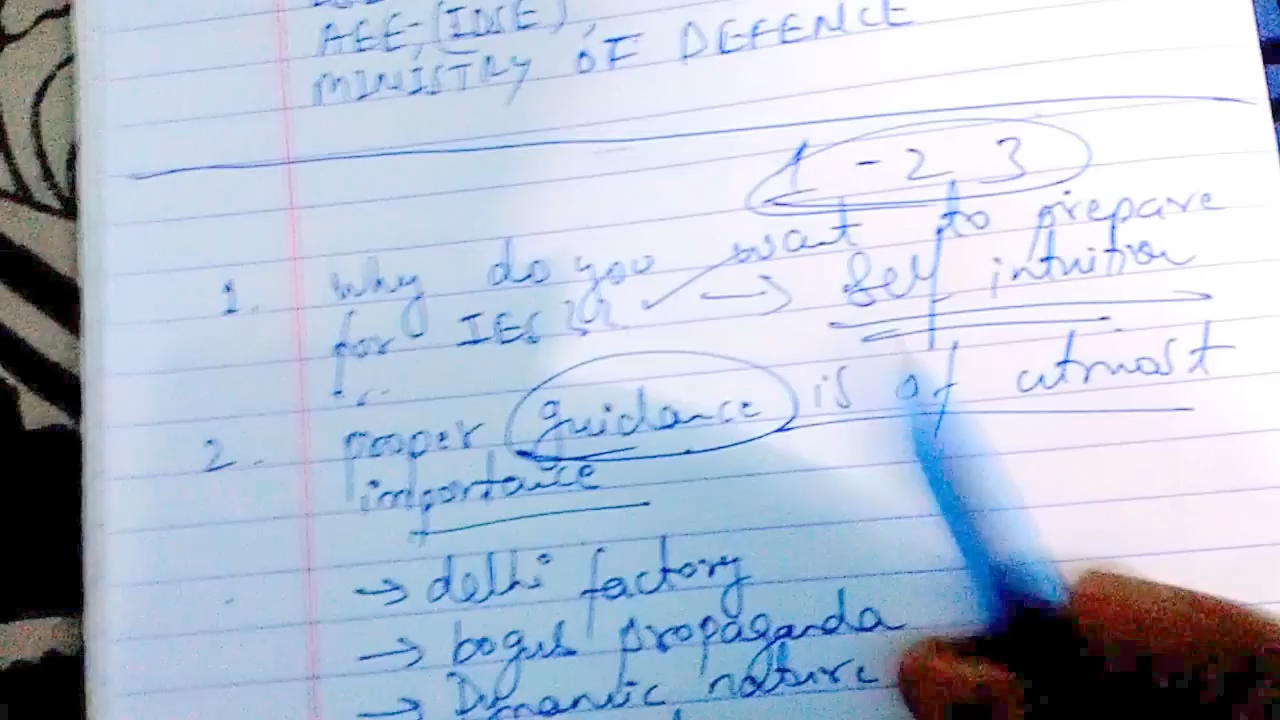 AEE, (IDSE),
MINISTRY OF DEFENCE
1 - 2 3
1. Why do you want to prepare
for IES ?? → Self intuition
2. proper guidance is of utmost
importance
→ delhi factory
→ bogus propaganda
→ Dynamic nature